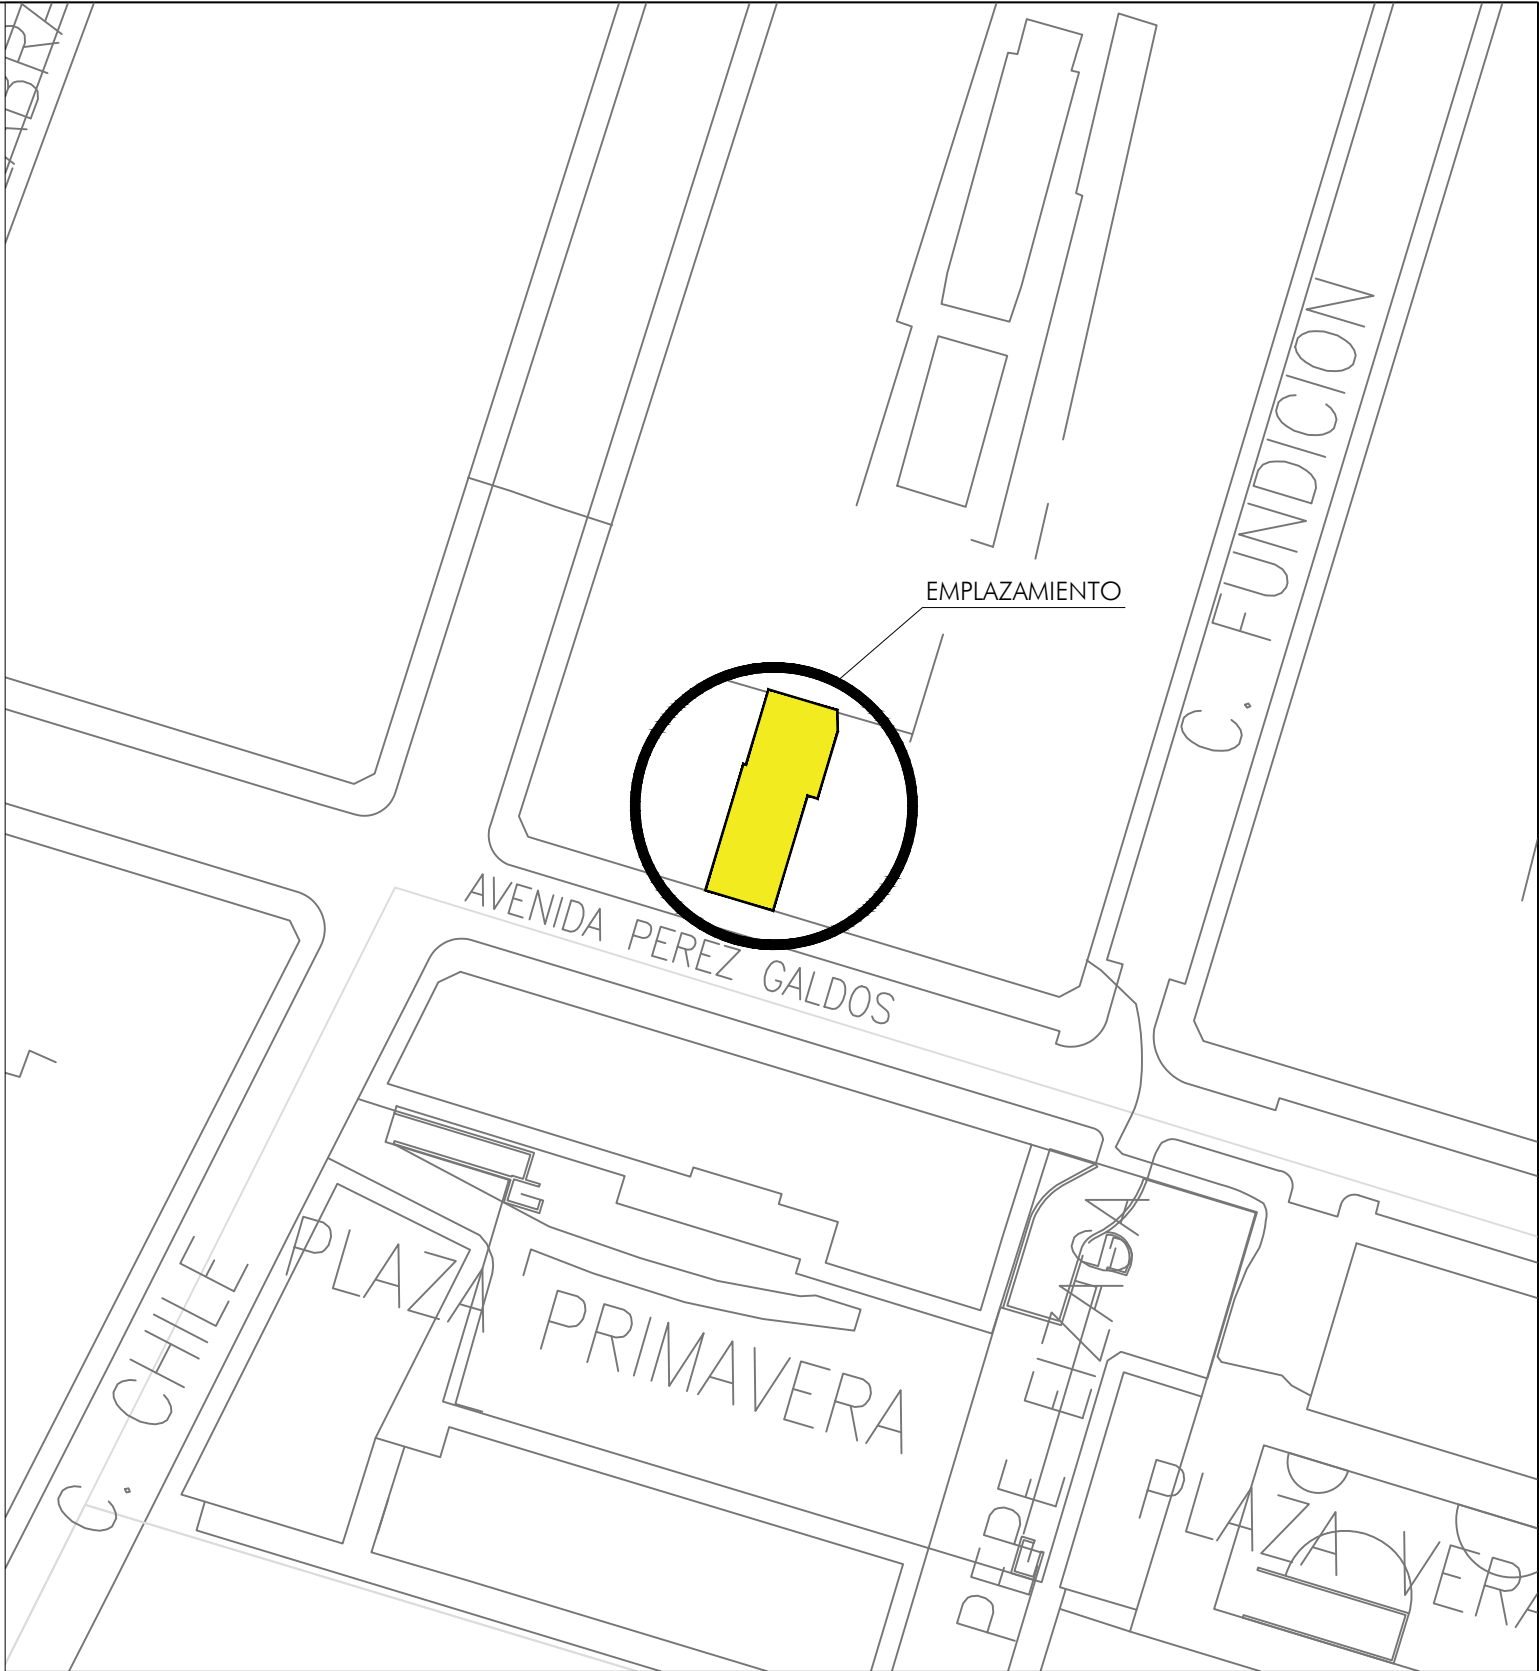 C. FUNDICION
EMPLAZAMIENTO
AVENIDA PEREZ GALDOS
C. CHILE
PLAZA PRIMAVERA
PLAZA VERA